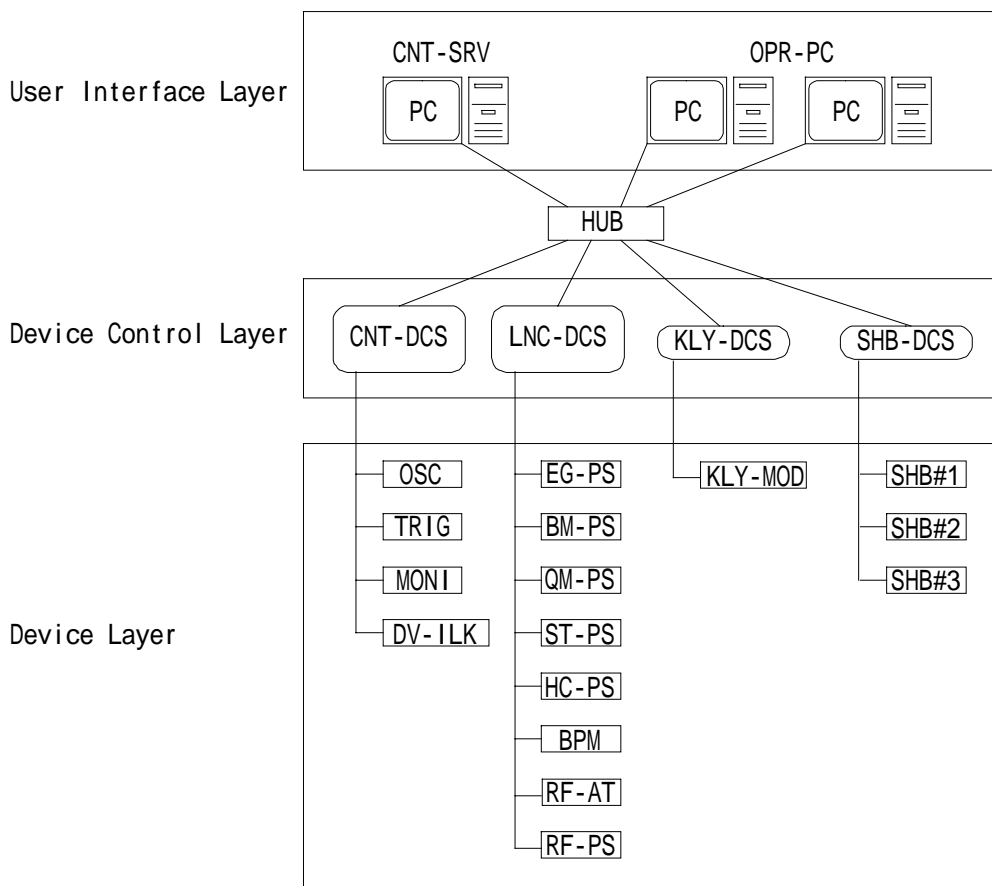 CNT-SRV OPR-PC
User Interface Layer PC PC PC
HUB
Device Control Layer CNT-DCS LNC-DCS KLY-DCS SHB-DCS
OSC EG-PS KLY-MOD SHB#1
TRIG BM-PS SHB#2
MONI QM-PS SHB#3
Device Layer DV-ILK ST-PS
HC-PS
BPM
RF-AT
RF-PS